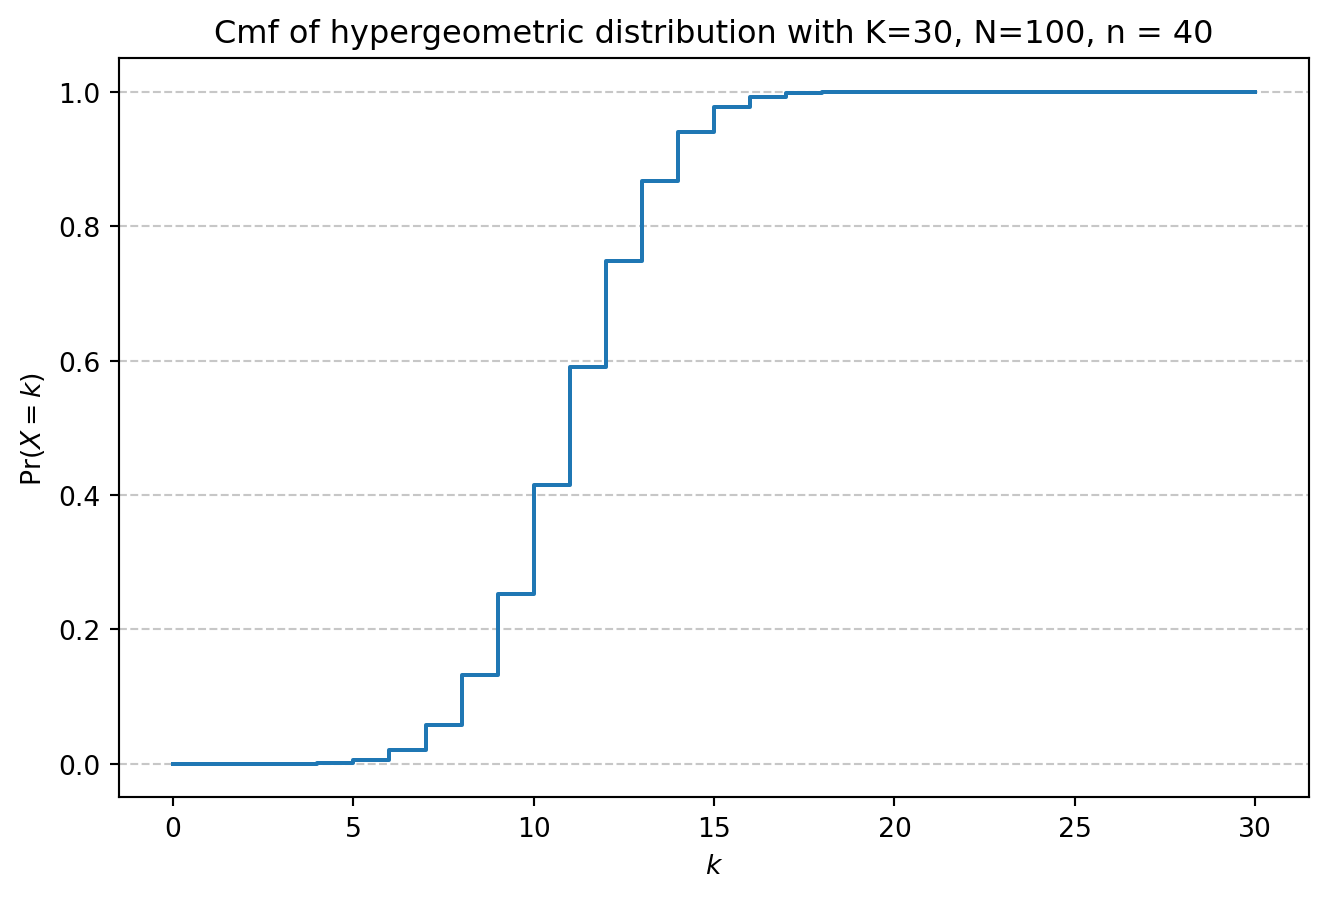 Cmf of hypergeometric distribution with K=30, N=100, n = 40
1.0
0.8
0.6
0.4
0.2
0.0
Pr(X = k)
0 5 10 15 20 25 30
k